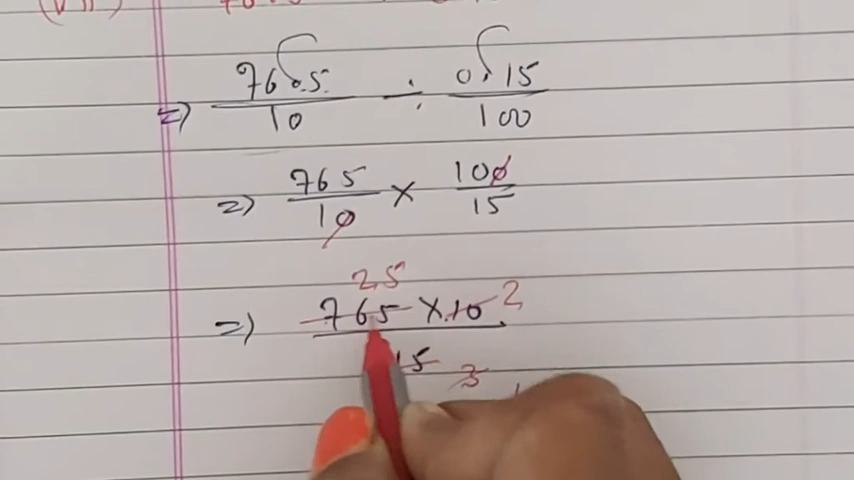 => 76.5/10 ÷ 0.15/100
=> 765/10 × 100/15
25
=> 765 × 10 2
15 3